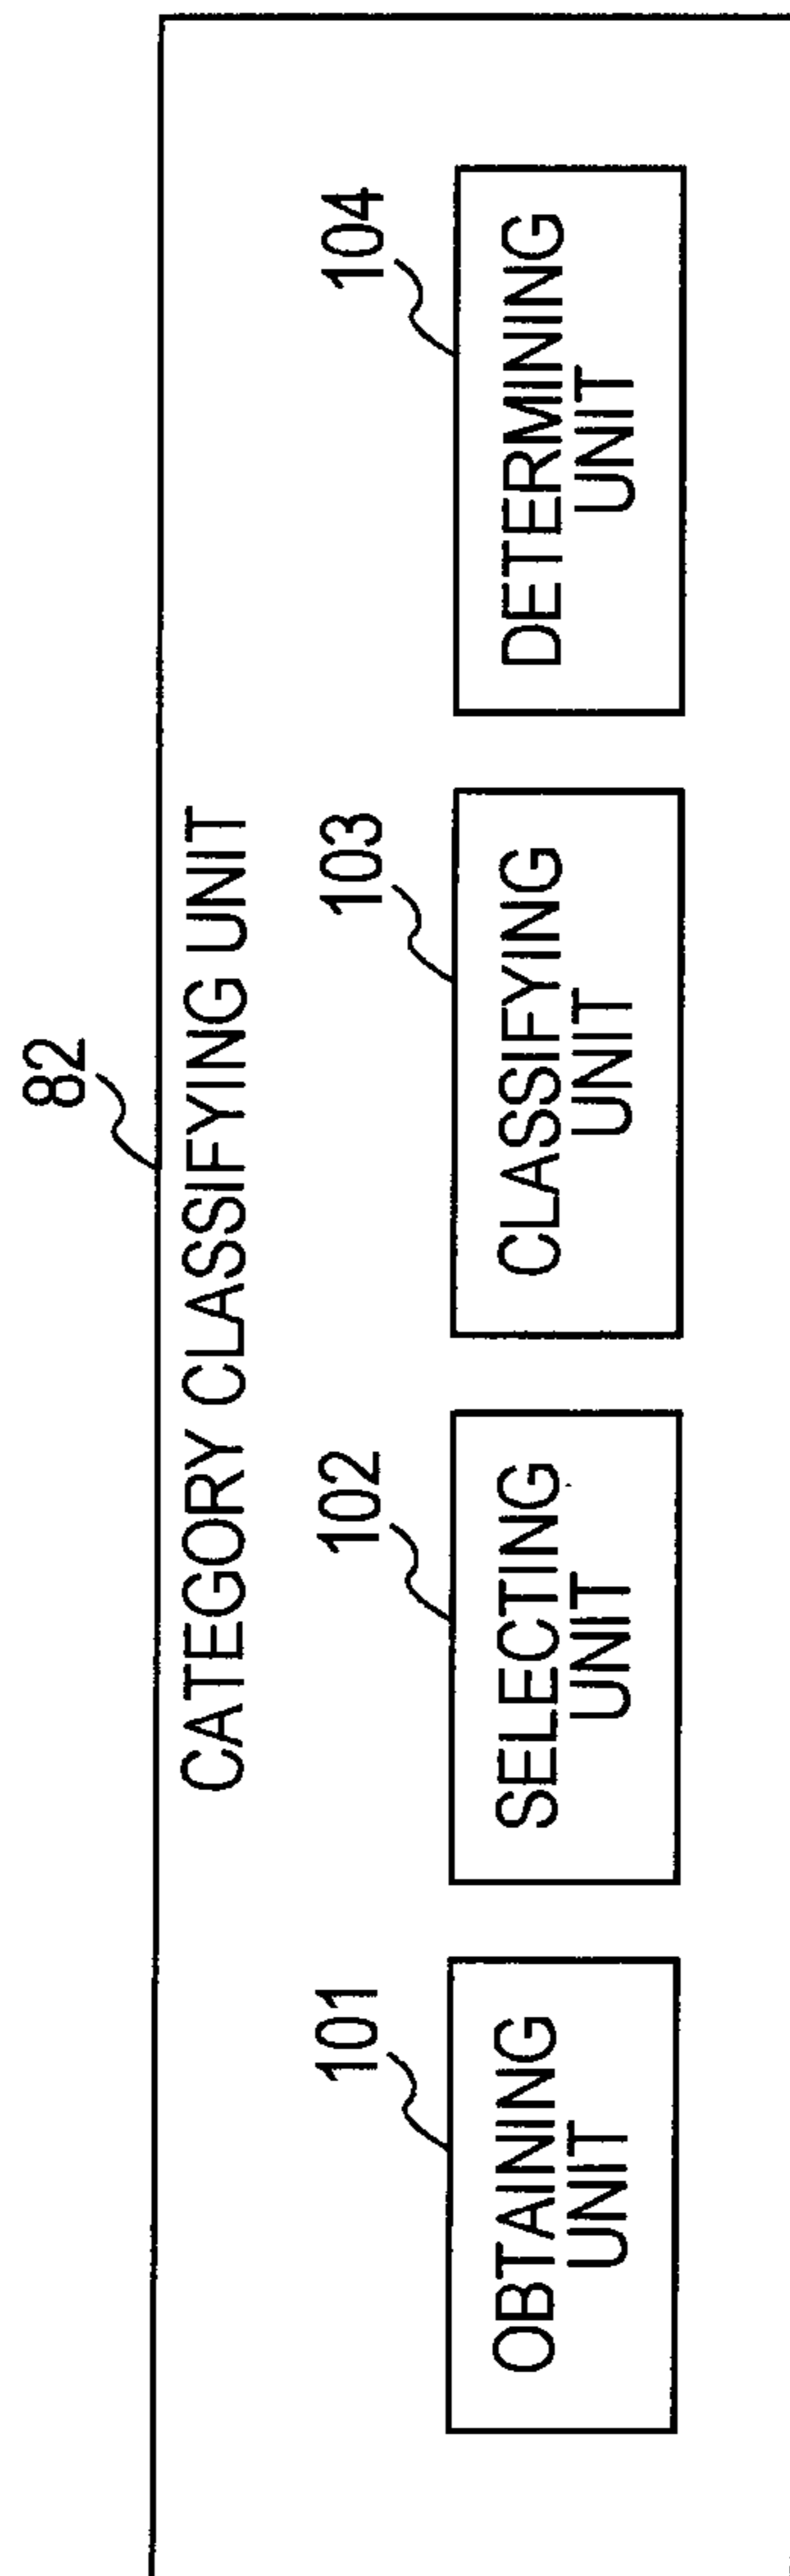 82
CATEGORY CLASSIFYING UNIT
101
OBTAINING
UNIT
102
SELECTING
UNIT
103
CLASSIFYING
UNIT
104
DETERMINING
UNIT